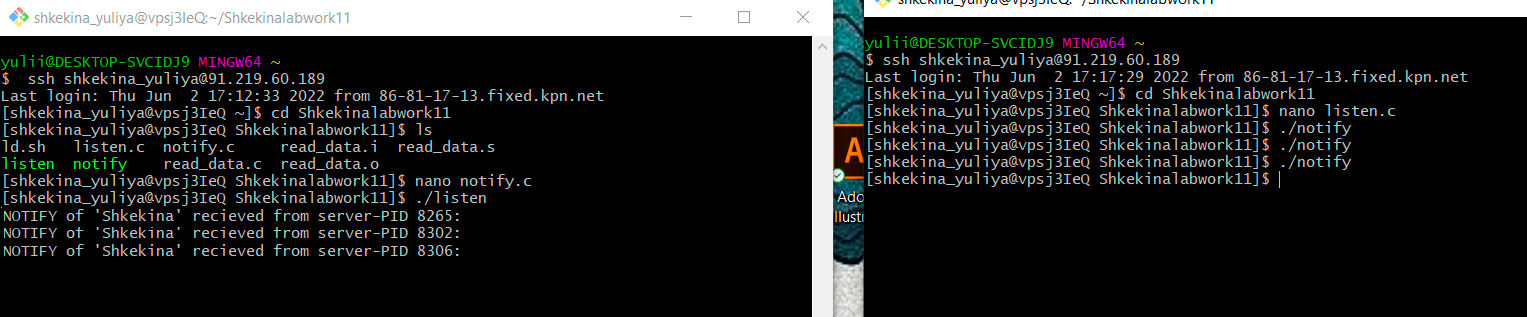 shkekina_yuliya@vpsj3IeQ:~/Shkekinalabwork11
yulii@DESKTOP-SVCIDJ9 MINGW64 ~
$  ssh shkekina_yuliya@91.219.60.189
Last login: Thu Jun  2 17:12:33 2022 from 86-81-17-13.fixed.kpn.net
[shkekina_yuliya@vpsj3IeQ ~]$ cd Shkekinalabwork11
[shkekina_yuliya@vpsj3IeQ Shkekinalabwork11]$ ls
ld.sh   listen.c  notify.c     read_data.i  read_data.s
listen  notify    read_data.c  read_data.o
[shkekina_yuliya@vpsj3IeQ Shkekinalabwork11]$ nano notify.c
[shkekina_yuliya@vpsj3IeQ Shkekinalabwork11]$ ./listen
NOTIFY of 'Shkekina' recieved from server-PID 8265:
NOTIFY of 'Shkekina' recieved from server-PID 8302:
NOTIFY of 'Shkekina' recieved from server-PID 8306:
A
Ado
Illustr
shkekina_yuliya@vpsj3IeQ:~/Shkekinalabwork11
yulii@DESKTOP-SVCIDJ9 MINGW64 ~
$ ssh shkekina_yuliya@91.219.60.189
Last login: Thu Jun  2 17:17:29 2022 from 86-81-17-13.fixed.kpn.net
[shkekina_yuliya@vpsj3IeQ ~]$ cd Shkekinalabwork11
[shkekina_yuliya@vpsj3IeQ Shkekinalabwork11]$ nano listen.c
[shkekina_yuliya@vpsj3IeQ Shkekinalabwork11]$ ./notify
[shkekina_yuliya@vpsj3IeQ Shkekinalabwork11]$ ./notify
[shkekina_yuliya@vpsj3IeQ Shkekinalabwork11]$ ./notify
[shkekina_yuliya@vpsj3IeQ Shkekinalabwork11]$